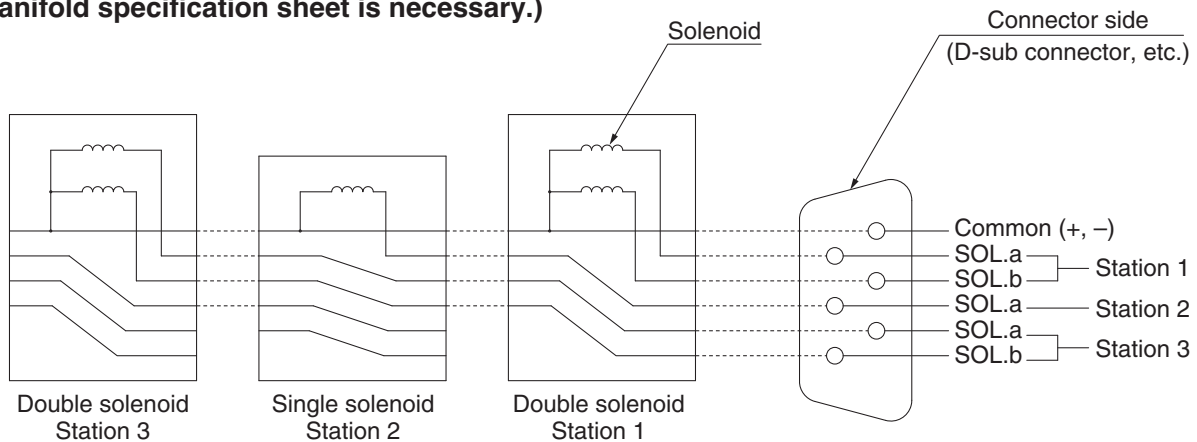 anifold specification sheet is necessary.)
Solenoid
Connector side
(D-sub connector, etc.)
Common (+, –)
SOL.a
SOL.b
Station 1
SOL.a
Station 2
SOL.a
SOL.b
Station 3
Double solenoid
Station 3
Single solenoid
Station 2
Double solenoid
Station 1